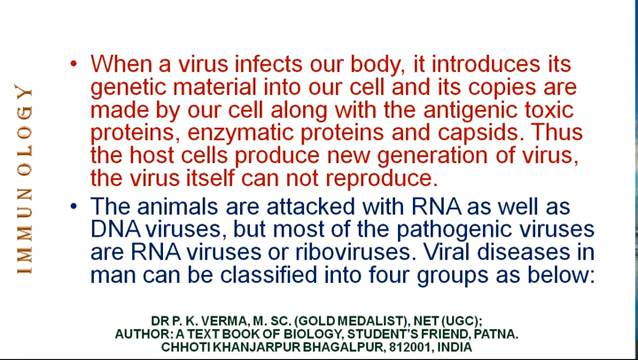 IMMUNOLOGY
• When a virus infects our body, it introduces its
genetic material into our cell and its copies are
made by our cell along with the antigenic toxic
proteins, enzymatic proteins and capsids. Thus
the host cells produce new generation of virus,
the virus itself can not reproduce.
• The animals are attacked with RNA as well as
DNA viruses, but most of the pathogenic viruses
are RNA viruses or riboviruses. Viral diseases in
man can be classified into four groups as below:
DR P. K. VERMA, M. SC. (GOLD MEDALIST), NET (UGC);
AUTHOR: A TEXT BOOK OF BIOLOGY, STUDENT'S FRIEND, PATNA.
CHHOTI KHANJARPUR BHAGALPUR, 812001, INDIA